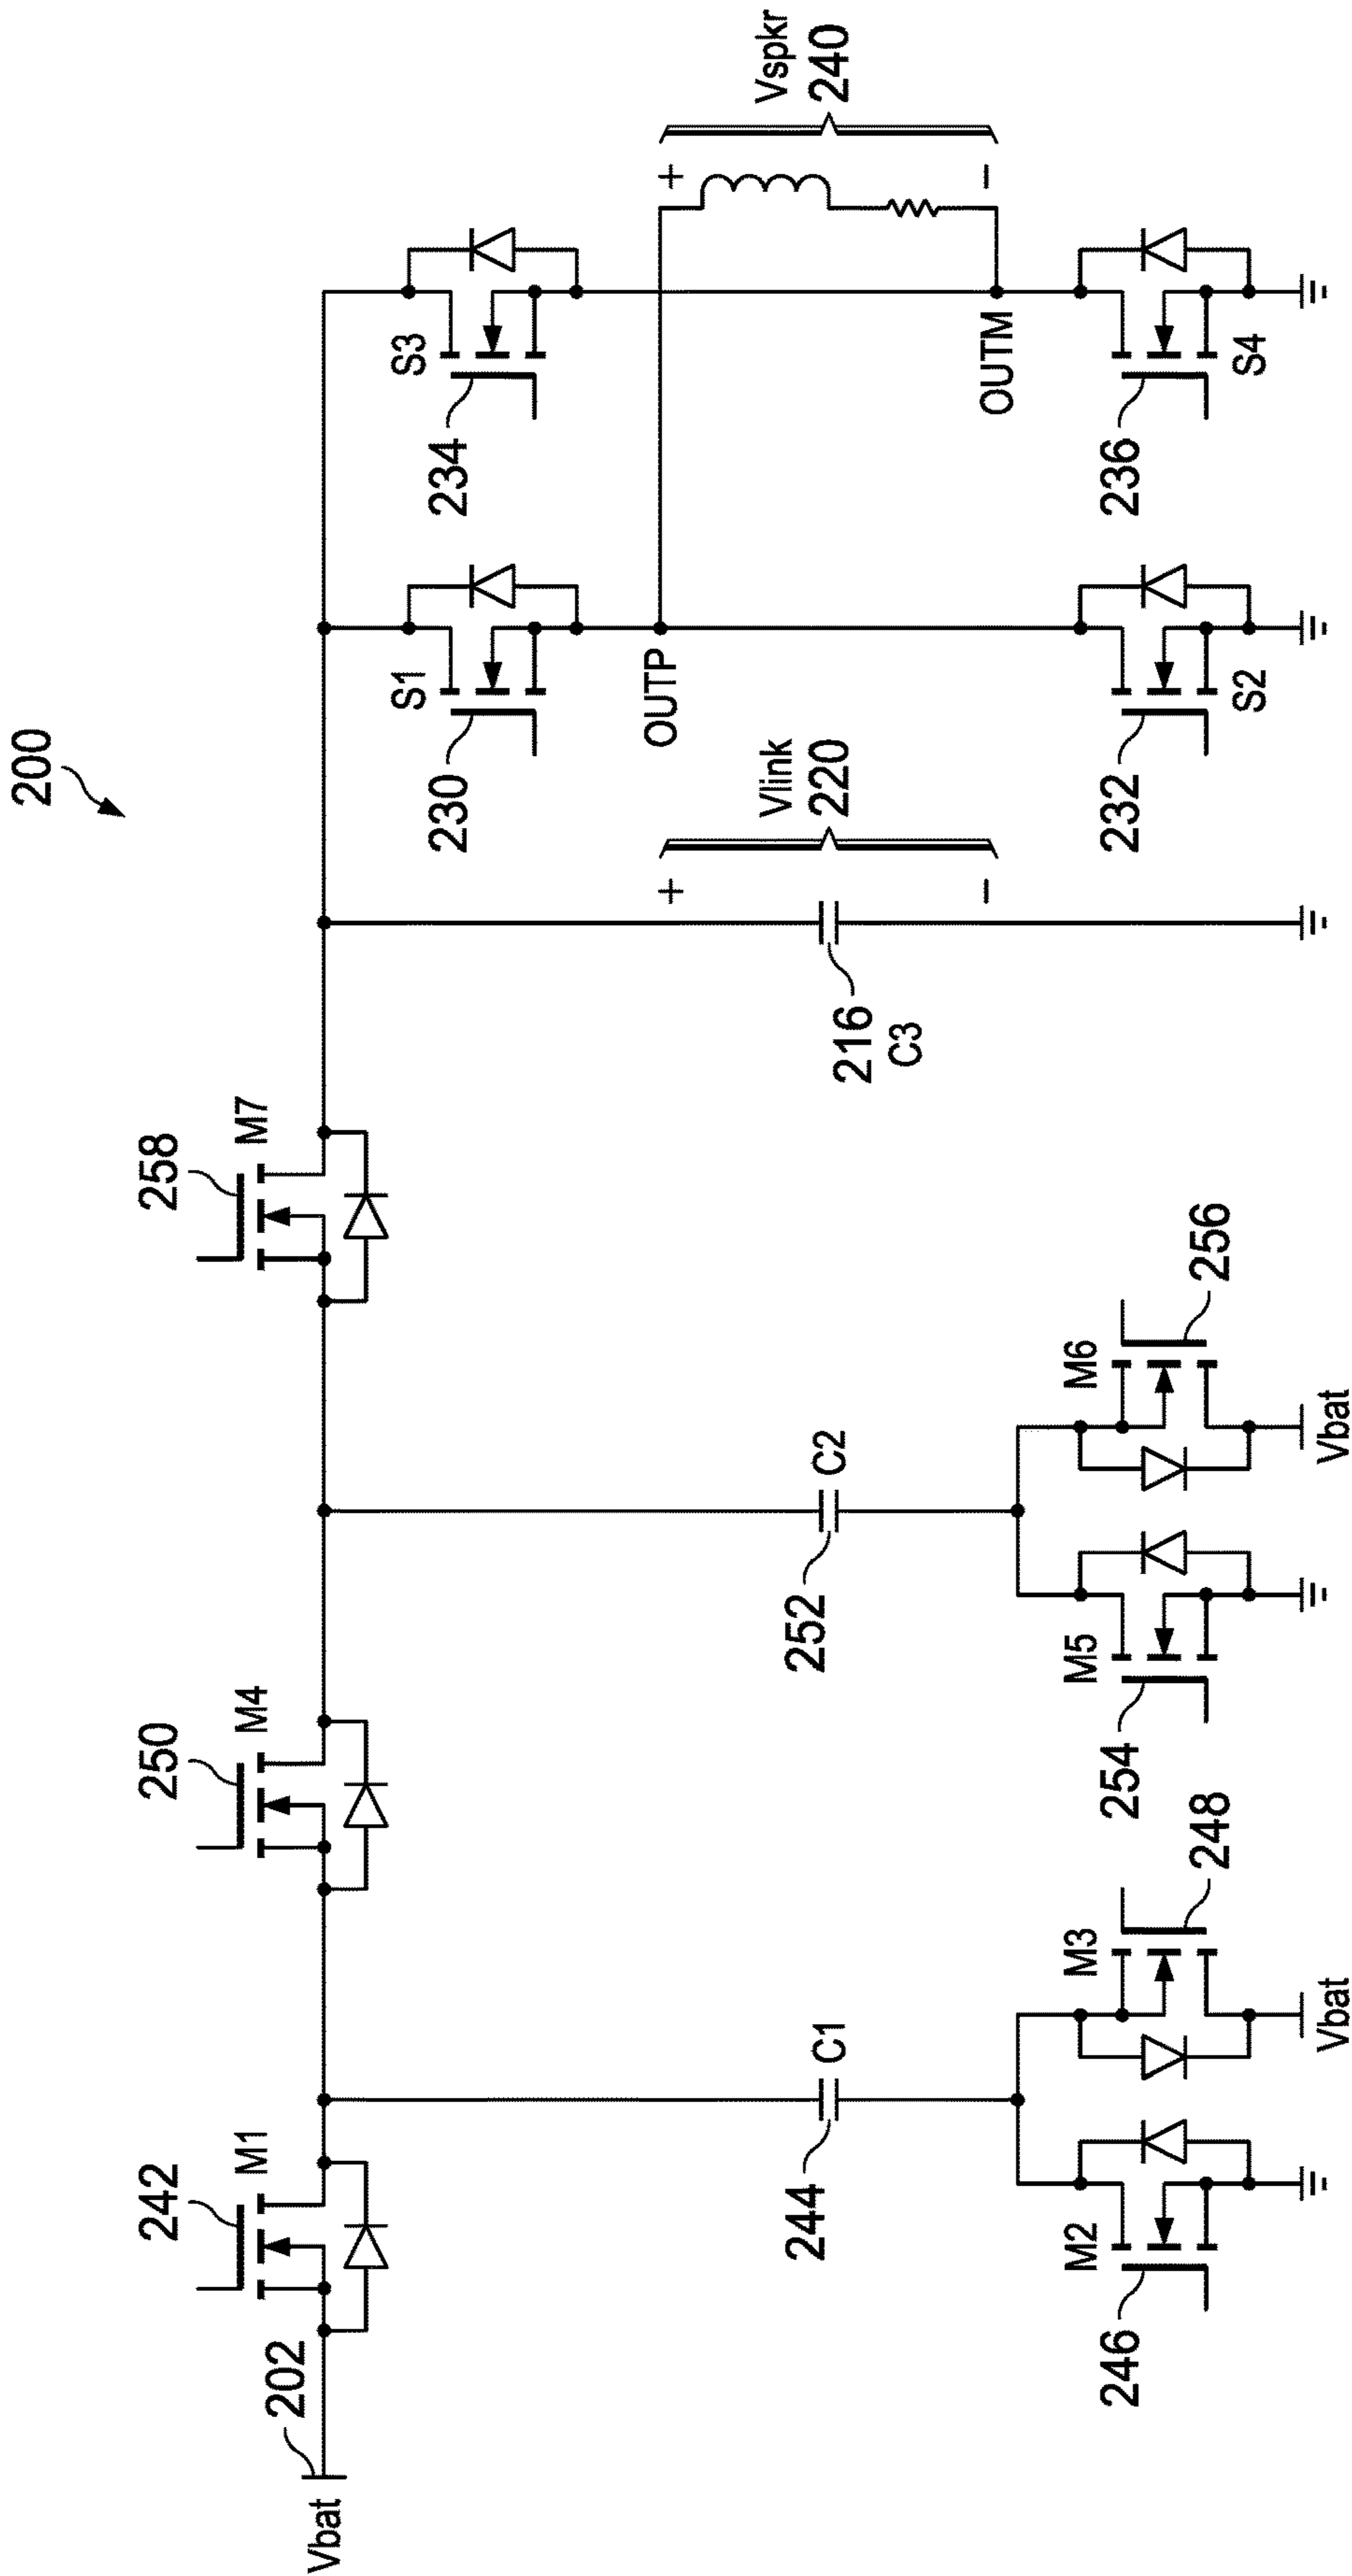 200
Vbat
202
242
M1
250
M4
258
M7
244
C1
252
C2
216
C3
Vlink
220
+
−
246
M2
M3
248
Vbat
254
M5
M6
256
Vbat
230
S1
234
S3
OUTP
OUTM
+
−
Vspkr
240
232
S2
236
S4